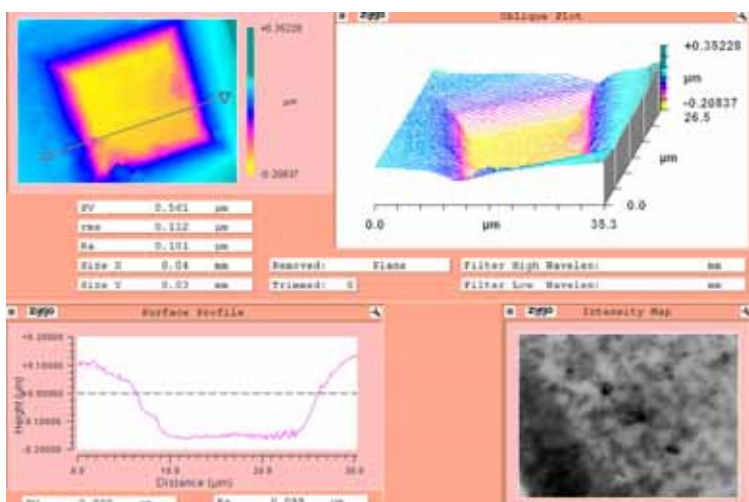 Zygo
Oblique Plot
+0.35228
µm
-0.20837
+0.35228
µm
-0.20837
26.5
µm
0.0
0.0
µm
35.3
PV 0.561 µm
rms 0.112 µm
Ra 0.101 µm
Size X 0.04 mm
Size Y 0.03 mm
Removed: Plane
Trimmed: 0
Filter High Wavelen: mm
Filter Low Wavelen: mm
Zygo
Surface Profile
+0.20000
+0.10000
+0.00000
-0.10000
-0.20000
Height (µm)
0.0
10.0
20.0
30.0
Distance (µm)
Zygo
Intensity Map